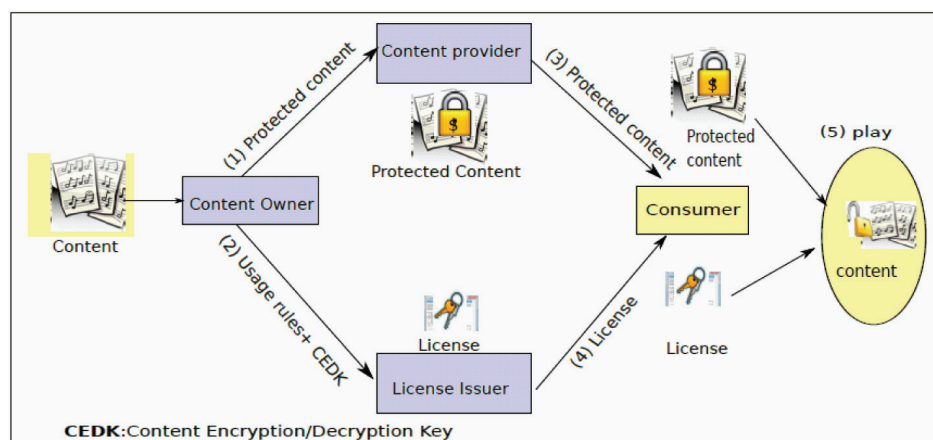 Content provider
(1) Protected content
(3) Protected content
$
Protected Content
$
Protected
content
(5) play
Content
Content Owner
Consumer
content
(2) Usage rules+ CEDK
License
License Issuer
(4) License
License
CEDK:Content Encryption/Decryption Key